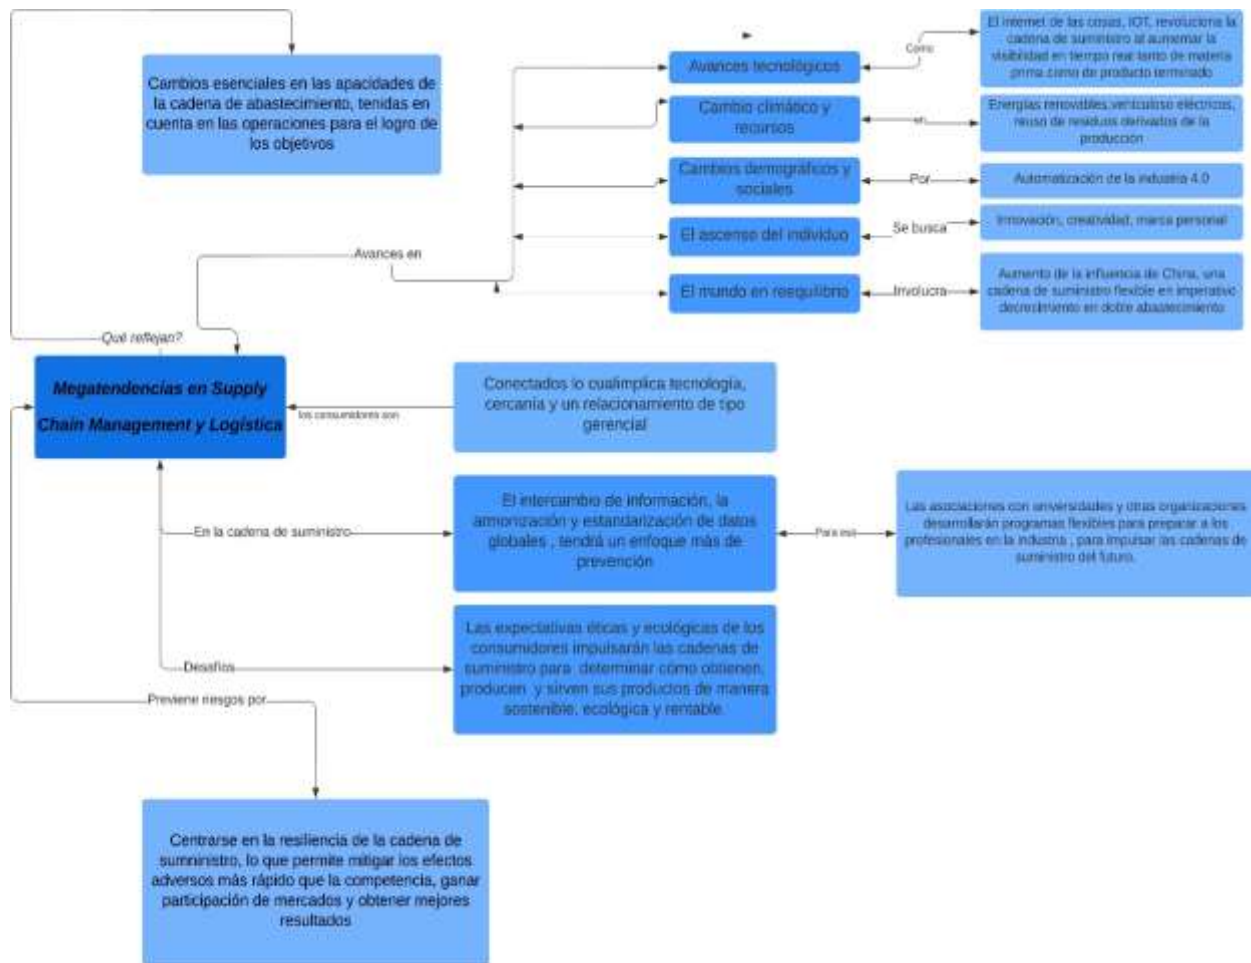 Cambios esenciales en las apacidades de
la cadena de abastecimiento, tenidas en
cuenta en las operaciones para el logro de
los objetivos
Avances tecnológicos
Como
El internet de las cosas, IOT, revoluciona la
cadena de suministro al aumentar la
visibilidad en tiempo real tanto de materia
prima como de producto terminado
Cambio climático y
recursos
en
Energías renovables,vehículoso eléctricos,
reuso de residuos derivados de la
producción
Cambios demográficos y
sociales
Por
Automatización de la industria 4.0
El ascenso del individuo
Se busca
Innovación, creatividad, marca personal
Avances en
El mundo en reequilibrio
Involucra
Aumento de la influencia de China, una
cadena de suministro flexible en imperativo
decrecimiento en doble abastecimiento
Qué reflejan?
Megatendencias en Supply
Chain Management y Logística
los consumidores son
Conectados lo cualimplica tecnología,
cercanía y un relacionamiento de tipo
gerencial
En la cadena de suministro
El intercambio de información, la
armonización y estandarización de datos
globales , tendrá un enfoque más de
prevención
Para eso
Las asociaciones con universidades y otras organizaciones
desarrollarán programas flexibles para preparar a los
profesionales en la industria , para impulsar las cadenas de
suministro del futuro.
Desafíos
Las expectativas éticas y ecológicas de los
consumidores impulsarán las cadenas de
suministro para determinar cómo obtienen,
producen y sirven sus productos de manera
sostenible, ecológica y rentable.
Previene riesgos por
Centrarse en la resiliencia de la cadena de
sumninistro, lo que permite mitigar los efectos
adversos más rápido que la competencia, ganar
participación de mercados y obtener mejores
resultados